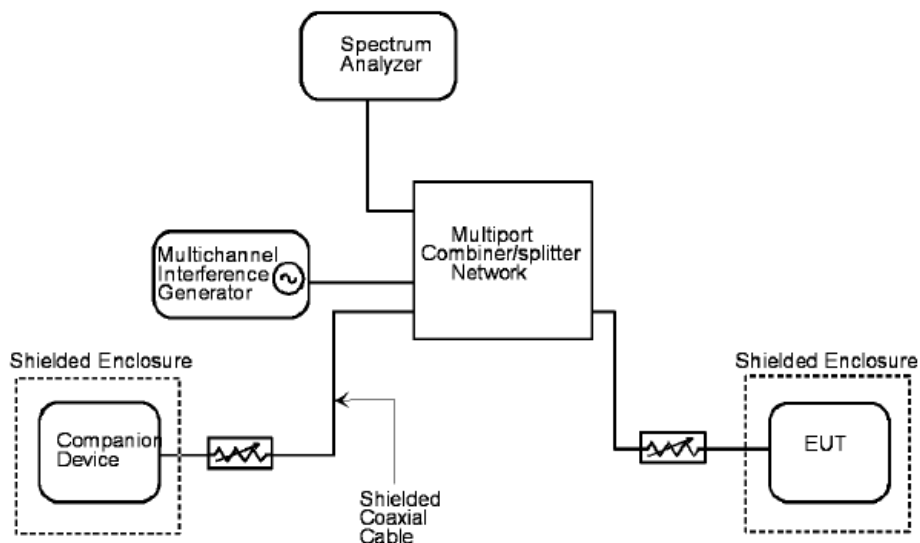 Spectrum
Analyzer
Multiport
Combiner/splitter
Network
Multichannel
Interference
Generator
Shielded Enclosure
Companion
Device
Shielded
Coaxial
Cable
Shielded Enclosure
EUT